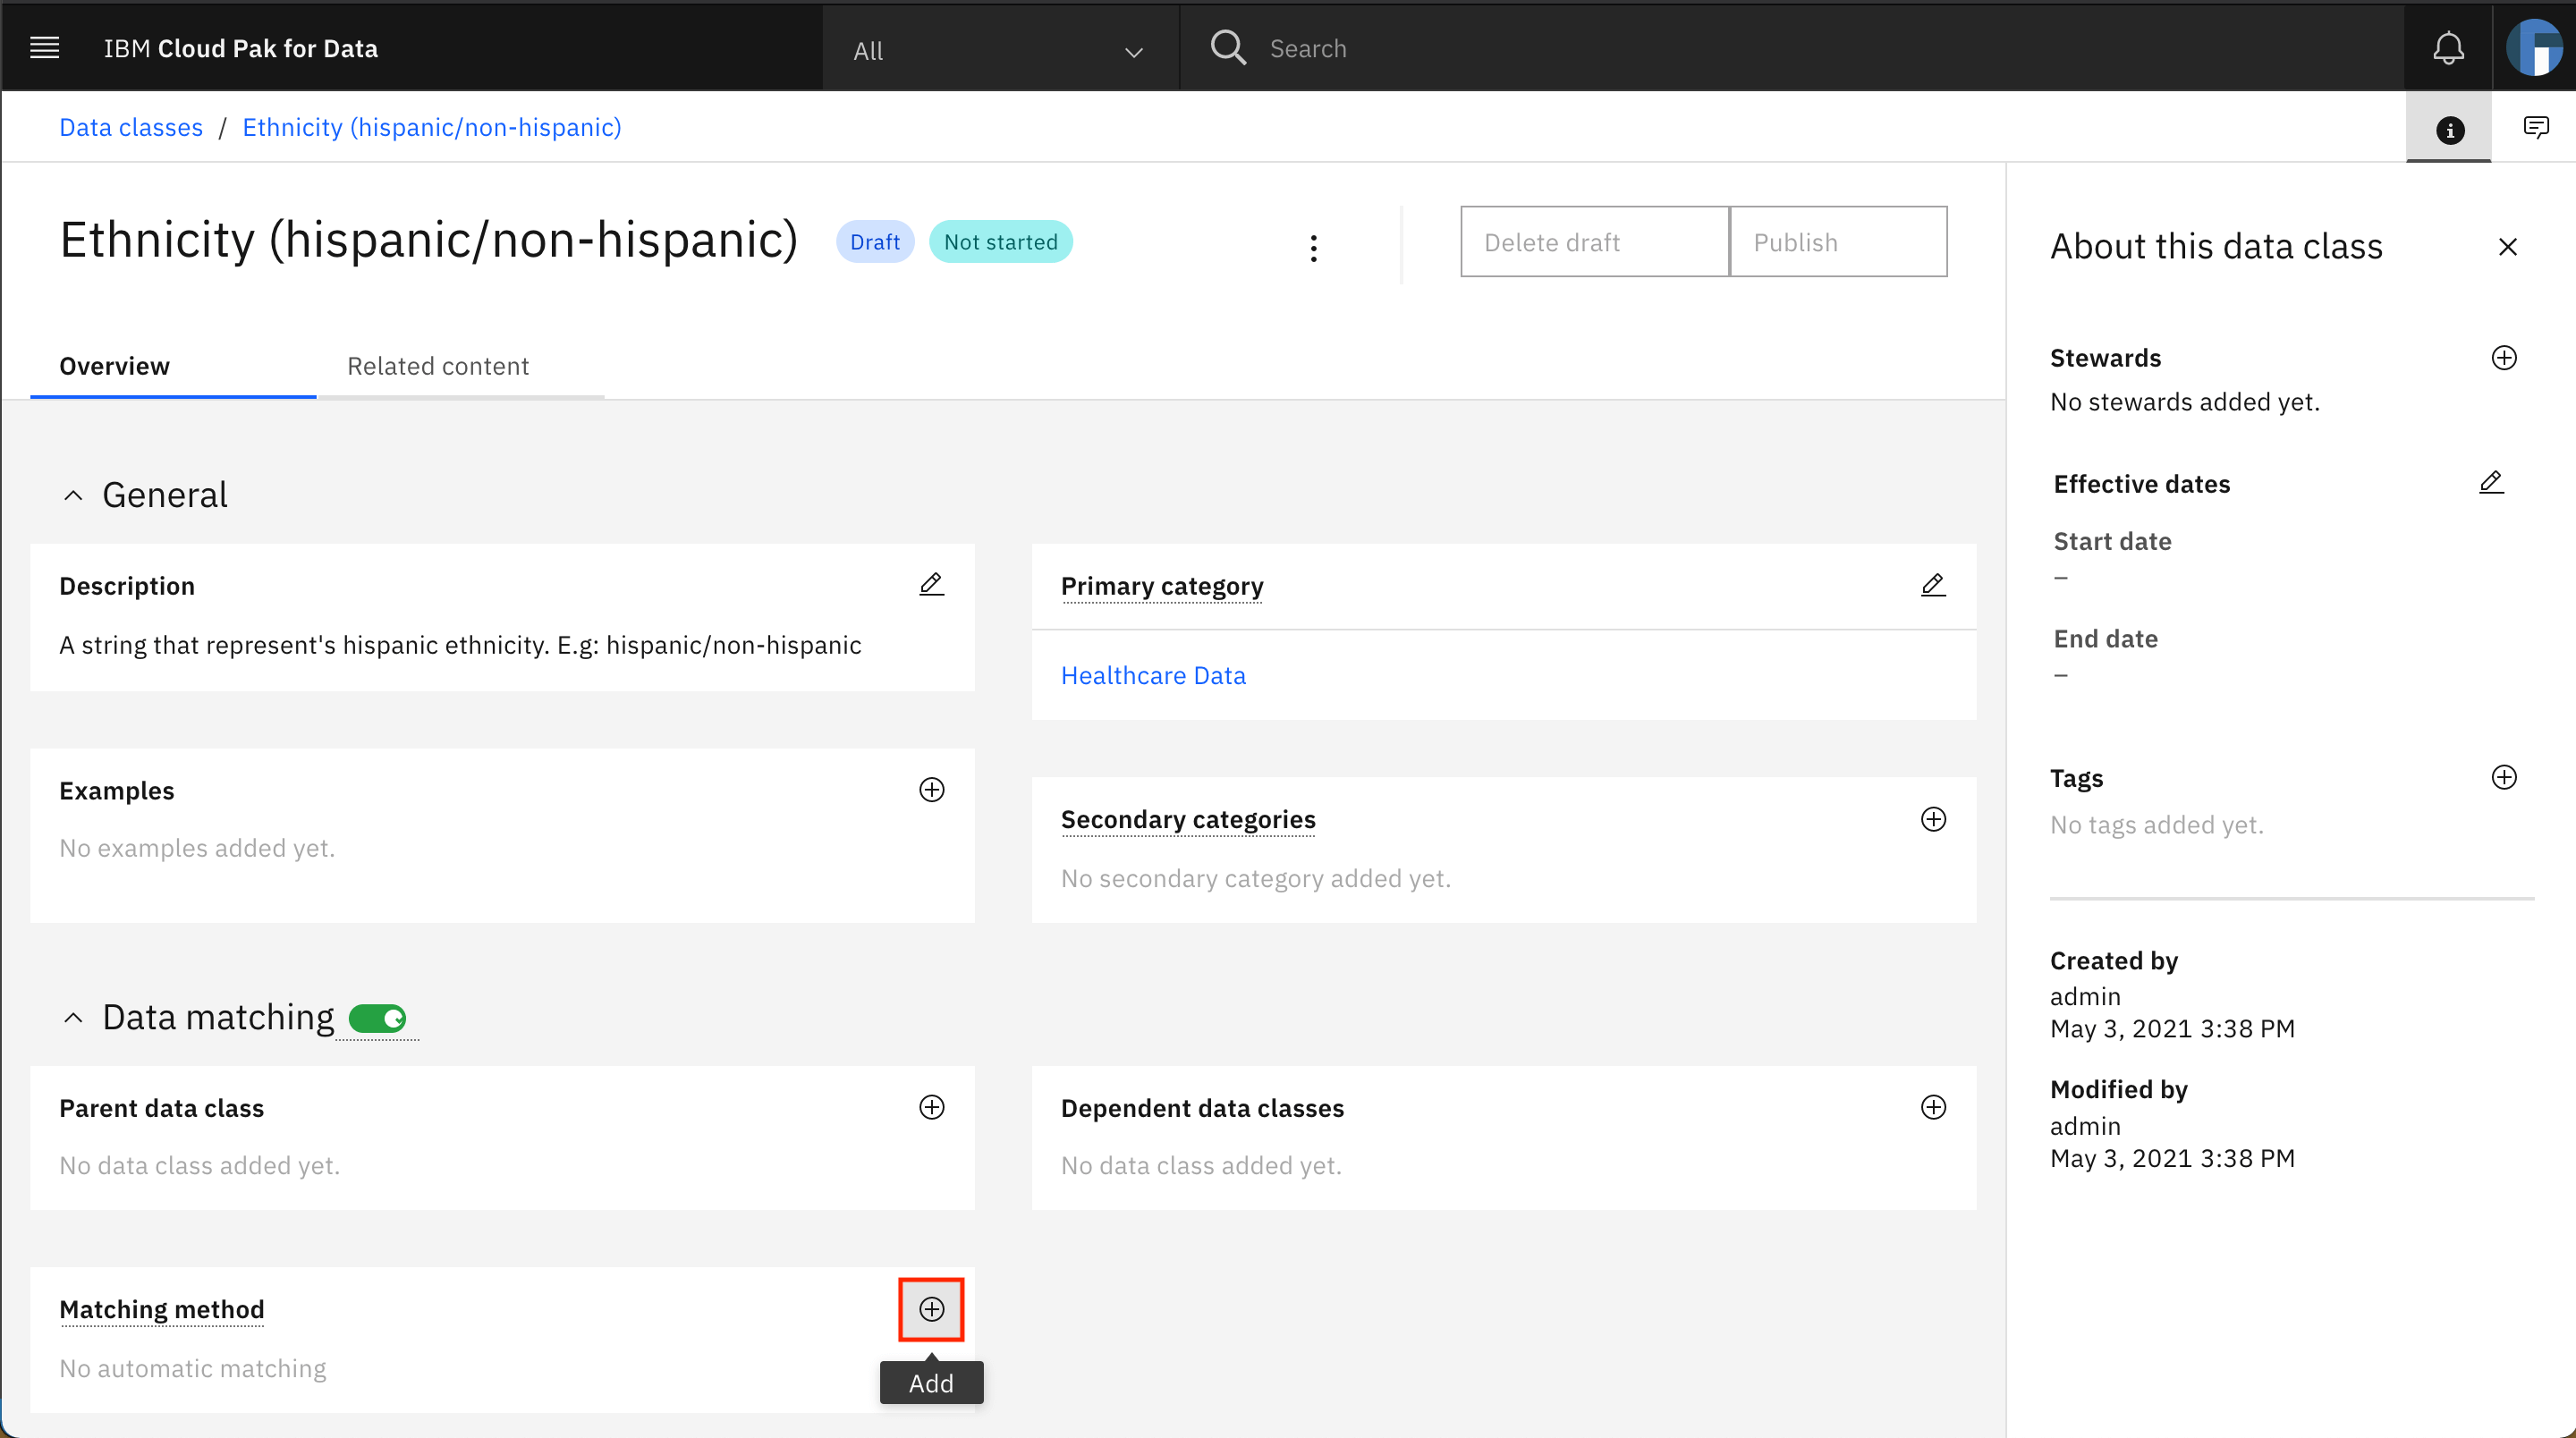 IBM Cloud Pak for Data
All
Search
Data classes / Ethnicity (hispanic/non-hispanic)
Ethnicity (hispanic/non-hispanic)
Draft
Not started
Delete draft
Publish
Overview
Related content
General
Description
A string that represent's hispanic ethnicity. E.g: hispanic/non-hispanic
Primary category
Healthcare Data
Examples
No examples added yet.
Secondary categories
No secondary category added yet.
Data matching
Parent data class
No data class added yet.
Dependent data classes
No data class added yet.
Matching method
No automatic matching
Add
About this data class
Stewards
No stewards added yet.
Effective dates
Start date
–
End date
–
Tags
No tags added yet.
Created by
admin
May 3, 2021 3:38 PM
Modified by
admin
May 3, 2021 3:38 PM